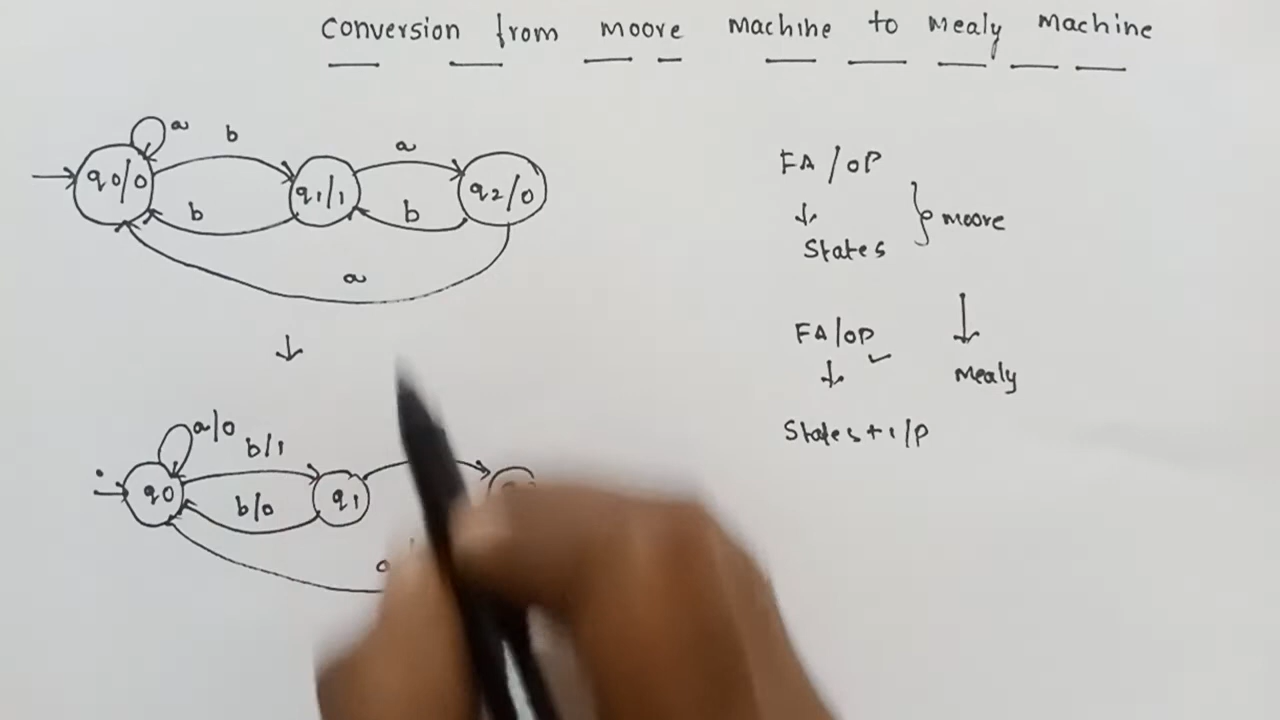 Conversion from moore machine to mealy machine
a
b
a
q0/0
q1/1
q2/0
b
b
a
FA/OP
States
moore
FA/OP
Mealy
States + i/p
a/0
b/1
q0
b/0
q1